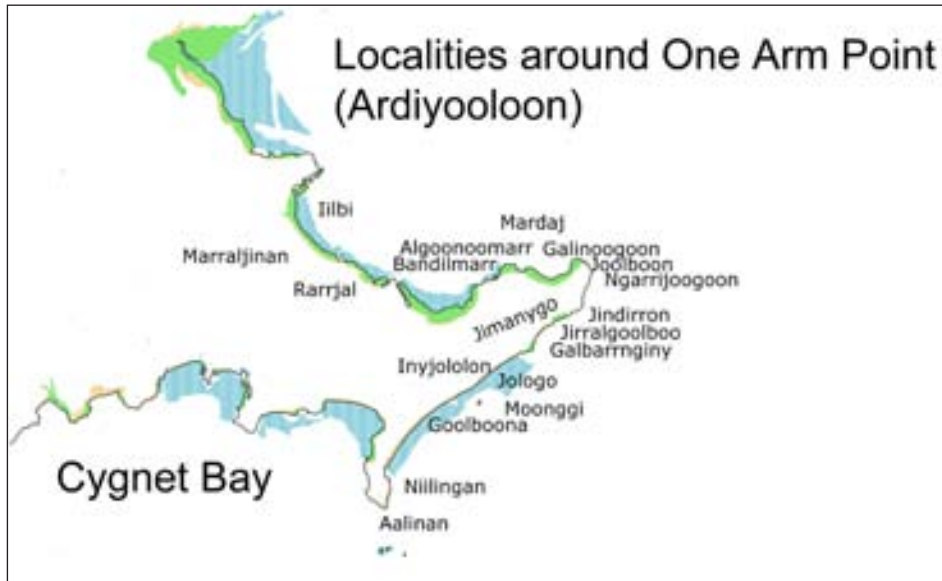 Localities around One Arm Point
(Ardiyooloon)
Iilbi
Mardaj
Marraljinan
Algoonoomarr
Galinoogoon
Bandilmarr
Joolboon
Rarrjal
Ngarrijoogoon
Jimanygo
Jindirron
Jirralgoolboo
Galbarrnginy
Inyjololon
Jologo
Moonggi
Goolboona
Cygnet Bay
Niilingan
Aalinan